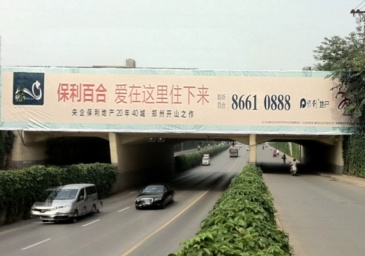 保利百合 爱在这里住下来 8661 0888 保利地产
央企保利地产20年40城 郑州开山之作